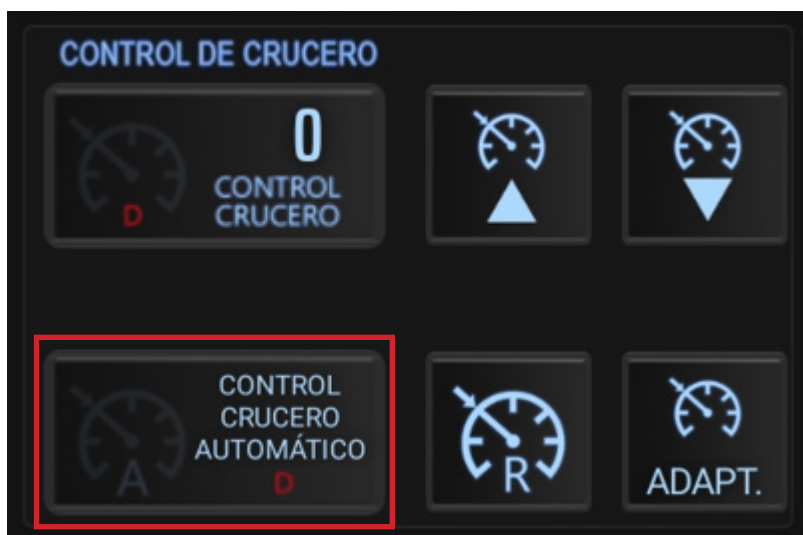 CONTROL DE CRUCERO
0
CONTROL
CRUCERO
D
CONTROL
CRUCERO
AUTOMÁTICO
A
D
R
ADAPT.